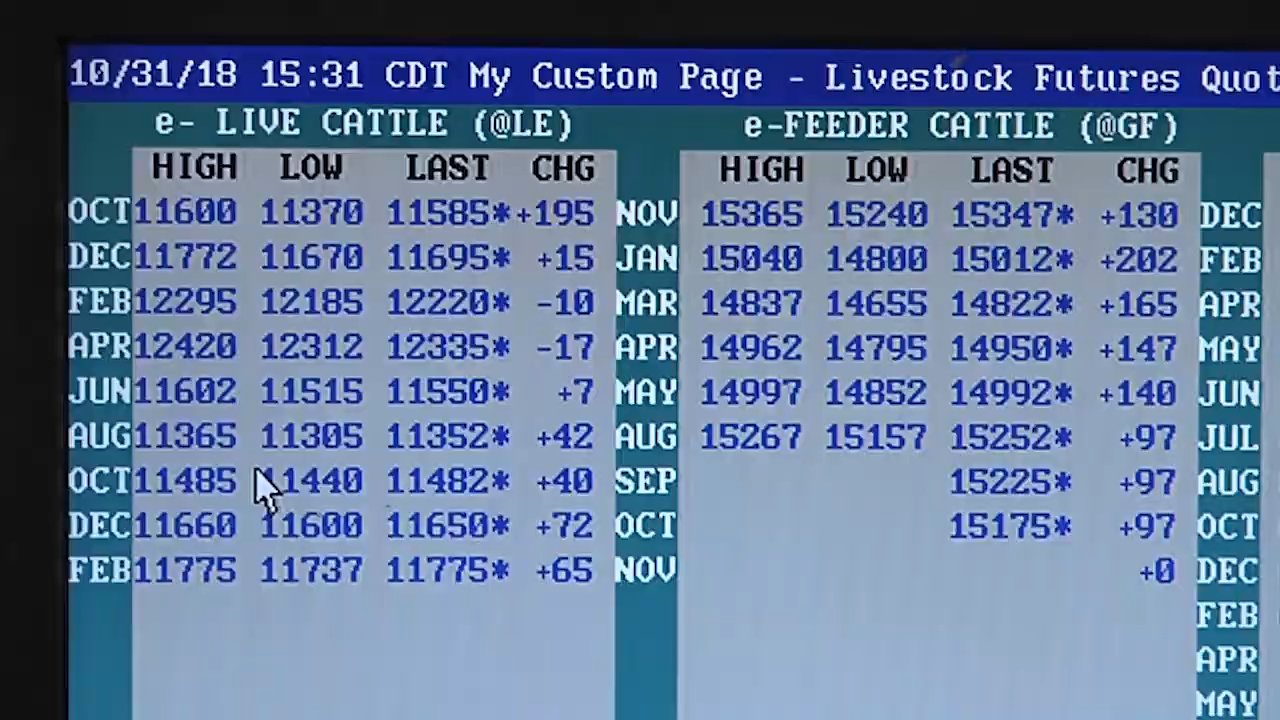 10/31/18 15:31 CDT My Custom Page - Livestock Futures Quot
e- LIVE CATTLE (@LE) e-FEEDER CATTLE (@GF)
HIGH LOW LAST CHG HIGH LOW LAST CHG
OCT 11600 11370 11585* +195 NOV 15365 15240 15347* +130 DEC
DEC 11772 11670 11695* +15 JAN 15040 14800 15012* +202 FEB
FEB 12295 12185 12220* -10 MAR 14837 14655 14822* +165 APR
APR 12420 12312 12335* -17 APR 14962 14795 14950* +147 MAY
JUN 11602 11515 11550* +7 MAY 14997 14852 14992* +140 JUN
AUG 11365 11305 11352* +42 AUG 15267 15157 15252* +97 JUL
OCT 11485 11440 11482* +40 SEP 15225* +97 AUG
DEC 11660 11600 11650* +72 OCT 15175* +97 OCT
FEB 11775 11737 11775* +65 NOV +0 DEC
FEB
APR
MAY